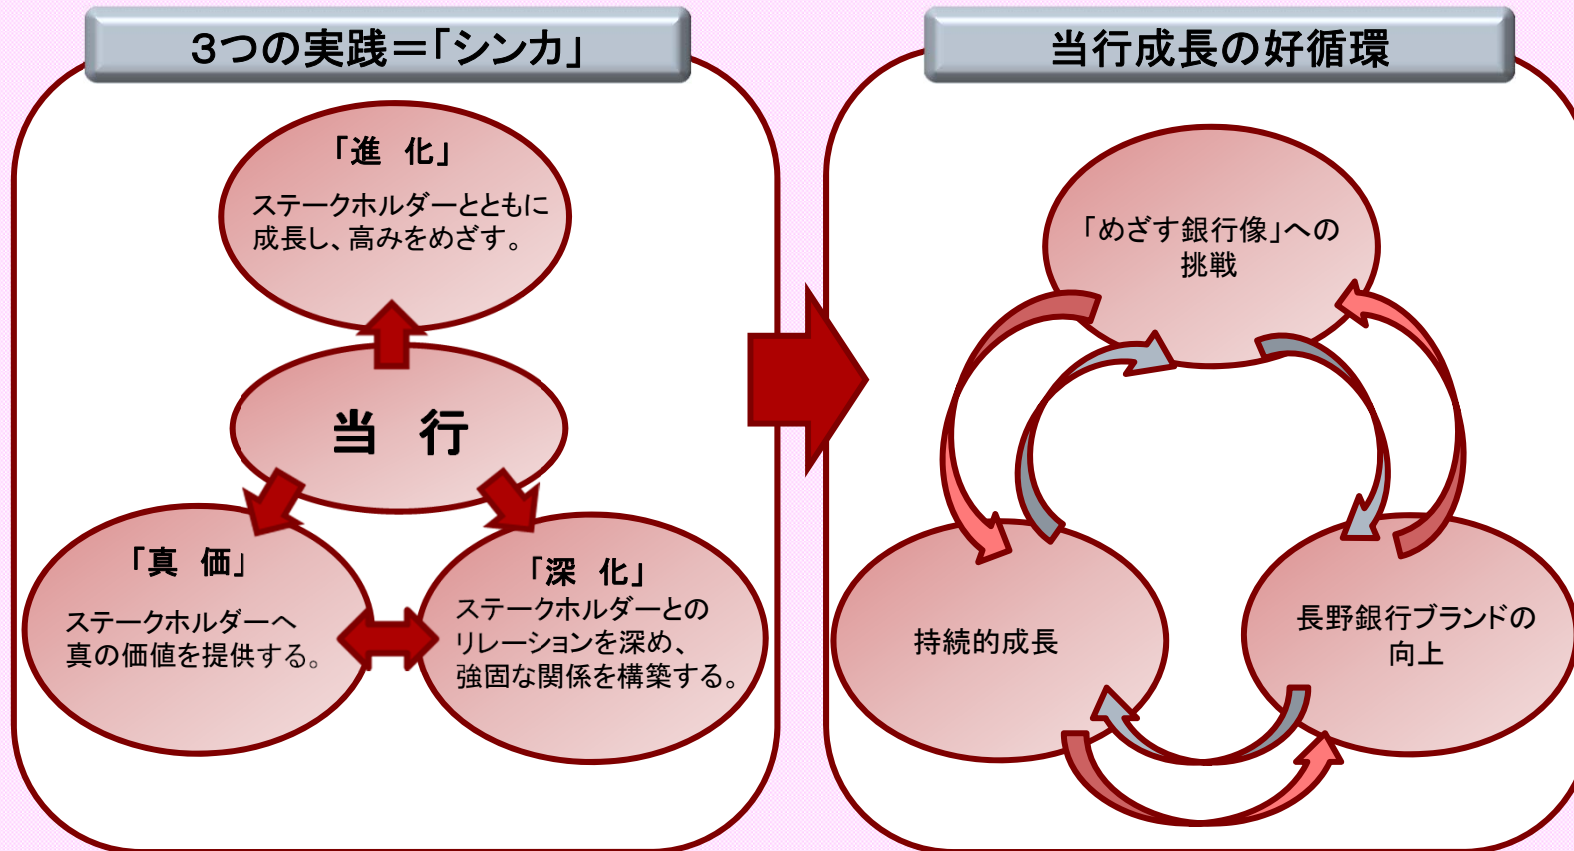 3つの実践＝「シンカ」
「進　化」
ステークホルダーとともに
成長し、高みをめざす。
当　行
「真　価」
ステークホルダーへ
真の価値を提供する。
「深　化」
ステークホルダーとの
リレーションを深め、
強固な関係を構築する。
当行成長の好循環
「めざす銀行像」への
挑戦
持続的成長
長野銀行ブランドの
向上